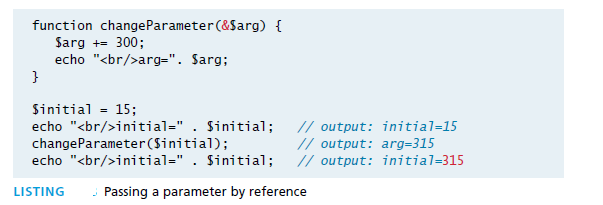 function changeParameter(&$arg) {
$arg += 300;
echo "<br/>arg=". $arg;
}
$initial = 15;
echo "<br/>initial=" . $initial; // output: initial=15
changeParameter($initial); // output: arg=315
echo "<br/>initial=" . $initial; // output: initial=315
LISTING Passing a parameter by reference